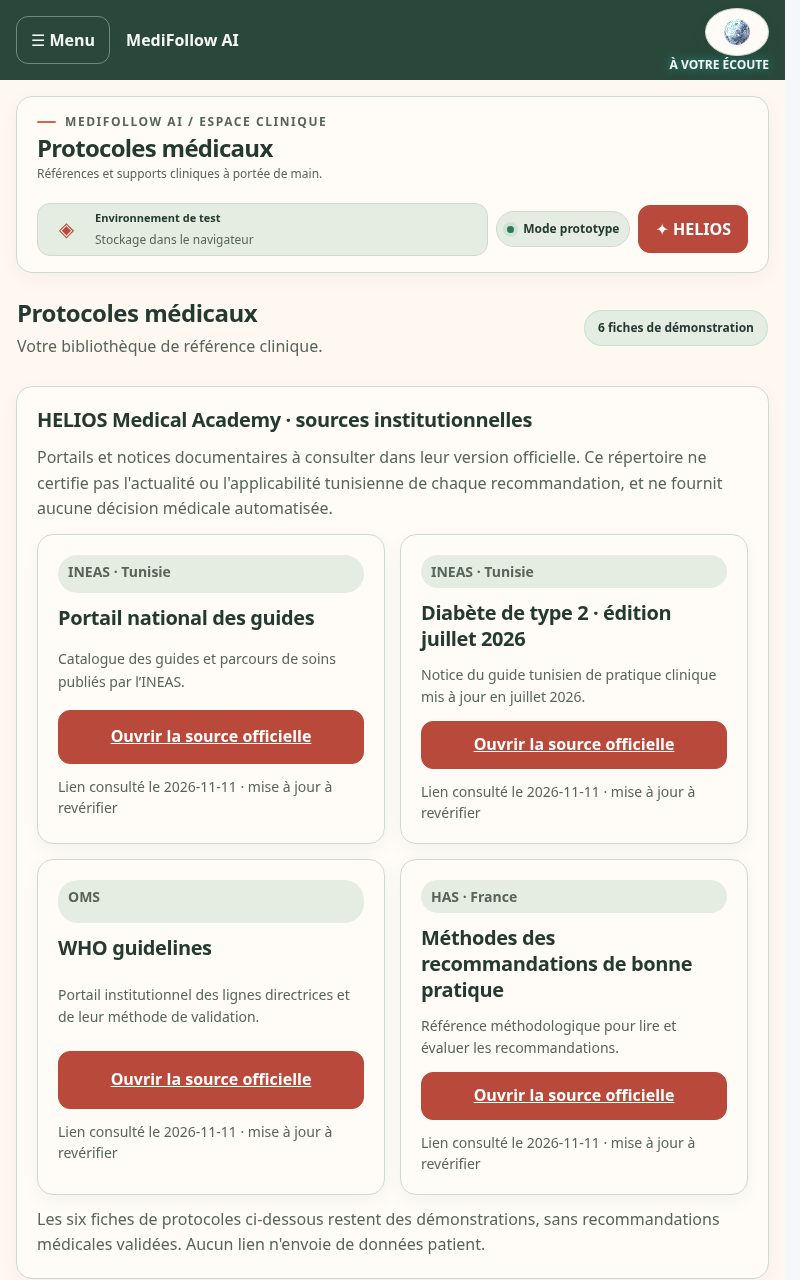 ☰ Menu
MediFollow AI
À VOTRE ÉCOUTE
MEDIFOLLOW AI / ESPACE CLINIQUE
Protocoles médicaux
Références et supports cliniques à portée de main.
Environnement de test
Stockage dans le navigateur
Mode prototype
✦ HELIOS
Protocoles médicaux
Votre bibliothèque de référence clinique.
6 fiches de démonstration
HELIOS Medical Academy · sources institutionnelles
Portails et notices documentaires à consulter dans leur version officielle. Ce répertoire ne
certifie pas l'actualité ou l'applicabilité tunisienne de chaque recommandation, et ne fournit
aucune décision médicale automatisée.
INEAS · Tunisie
Portail national des guides
Catalogue des guides et parcours de soins
publiés par l’INEAS.
Ouvrir la source officielle
Lien consulté le 2026-11-11 · mise à jour à
revérifier
INEAS · Tunisie
Diabète de type 2 · édition
juillet 2026
Notice du guide tunisien de pratique clinique
mis à jour en juillet 2026.
Ouvrir la source officielle
Lien consulté le 2026-11-11 · mise à jour à
revérifier
OMS
WHO guidelines
Portail institutionnel des lignes directrices et
de leur méthode de validation.
Ouvrir la source officielle
Lien consulté le 2026-11-11 · mise à jour à
revérifier
HAS · France
Méthodes des
recommandations de bonne
pratique
Référence méthodologique pour lire et
évaluer les recommandations.
Ouvrir la source officielle
Lien consulté le 2026-11-11 · mise à jour à
revérifier
Les six fiches de protocoles ci-dessous restent des démonstrations, sans recommandations
médicales validées. Aucun lien n'envoie de données patient.